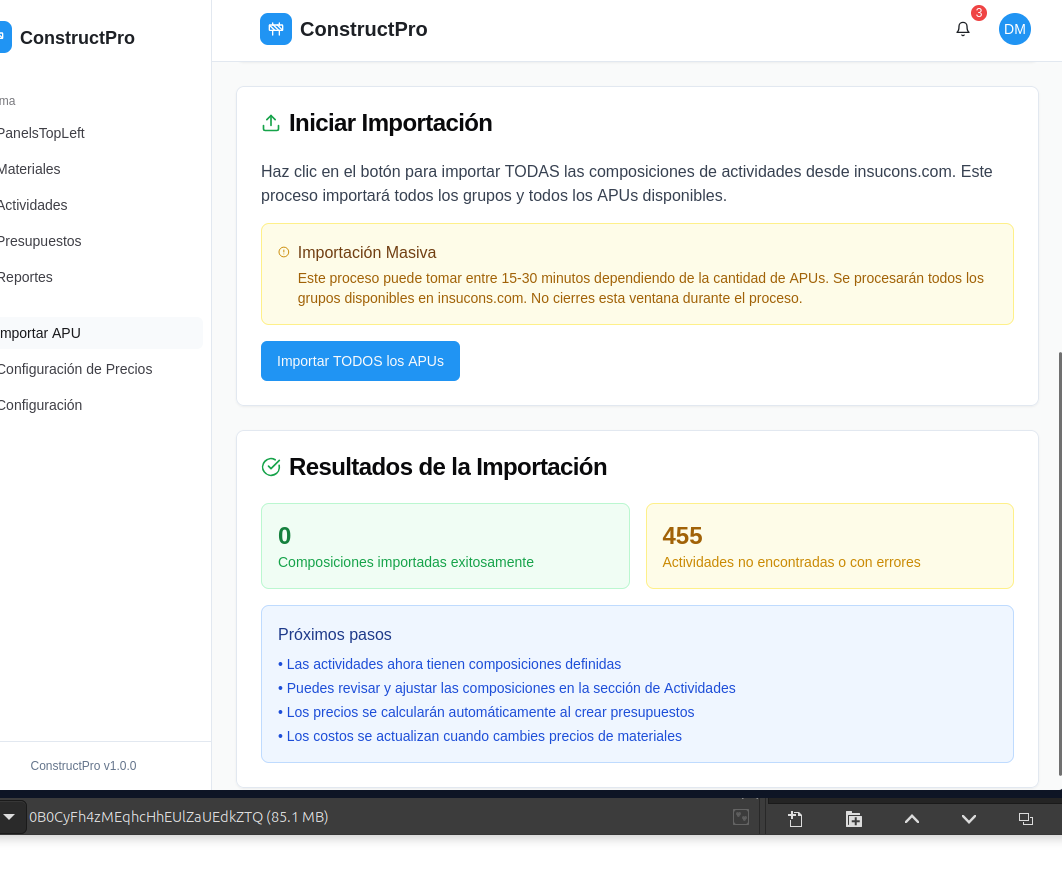 ConstructPro
ma
PanelsTopLeft
Materiales
Actividades
Presupuestos
Reportes
mportar APU
Configuración de Precios
Configuración
ConstructPro v1.0.0
ConstructPro
3
DM
Iniciar Importación
Haz clic en el botón para importar TODAS las composiciones de actividades desde insucons.com. Este
proceso importará todos los grupos y todos los APUs disponibles.
Importación Masiva
Este proceso puede tomar entre 15-30 minutos dependiendo de la cantidad de APUs. Se procesarán todos los
grupos disponibles en insucons.com. No cierres esta ventana durante el proceso.
Importar TODOS los APUs
Resultados de la Importación
0
Composiciones importadas exitosamente
455
Actividades no encontradas o con errores
Próximos pasos
• Las actividades ahora tienen composiciones definidas
• Puedes revisar y ajustar las composiciones en la sección de Actividades
• Los precios se calcularán automáticamente al crear presupuestos
• Los costos se actualizan cuando cambies precios de materiales
0B0CyFh4zMEqhcHhEUlZaUEdkZTQ (85.1 MB)